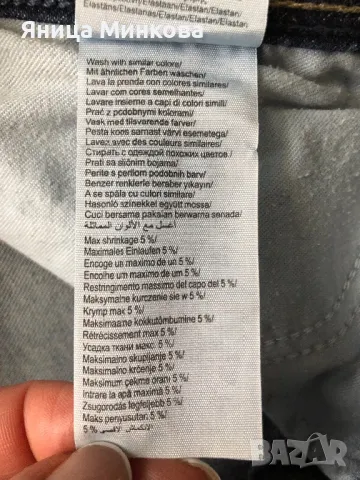 Яница Минкова
Elastan/Elastan/Elastan/
Wash with similar colors/
Mit ähnlichen Farben waschen/
Lava la prenda con colores similares/
Lavar com cores semelhantes/
Lavare insieme a capi di colori simili/
Prać z podobnymi kolorami/
Vask med tilsvarende farver/
Pesta koos samast värvi esemetega/
Lavez avec des couleurs similaires/
Стирать с одеждой похожих цветов/
Prati sa sličnim bojama/
Perite s perilom podobnih barv/
Benzer renklerle beraber yıkayın/
A se spăla cu culori similare/
Hasonló színekkel együtt mossa/
Cuci bersama pakaian berwarna senada/
اغسل مع الألوان المماثلة/
Max shrinkage 5 %/
Maximales Einlaufen 5 %/
Encoge un maximo de un 5 %/
Encolhe um maximo de um 5 %/
Restringimento massimo del capo del 5 %/
Maksymalne kurczenie się w 5 %/
Krymp max 5 %/
Maksimaalne kokkutõmbumine 5 %/
Rétrécissement max 5 %/
Усадка ткани макс. 5 %/
Maksimalno skupljanje 5 %/
Maksimalno krčenje 5 %/
Maksimum çekme oranı 5 %/
Intrare la apă maximă 5 %/
Zsugorodás legfeljebb 5 %/
Maks penyusutan 5 %/
الانكماش الأقصى 5 %
BAZAR